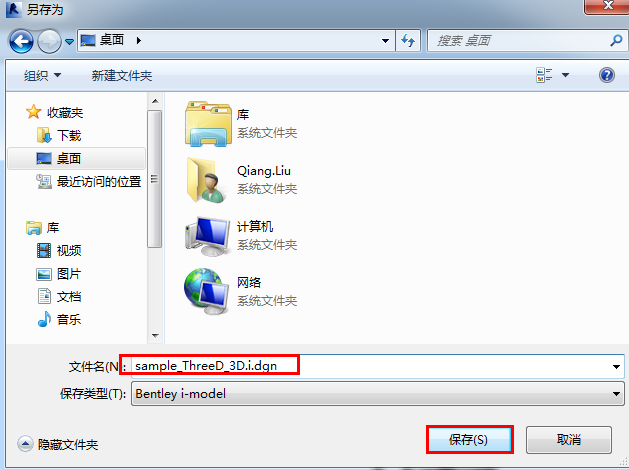 另存为
桌面
搜索 桌面
组织
新建文件夹
收藏夹
下载
桌面
最近访问的位置
库
视频
图片
文档
音乐
库
系统文件夹
Qiang.Liu
系统文件夹
计算机
系统文件夹
网络
系统文件夹
文件名(N):
sample_ThreeD_3D.i.dgn
保存类型(T):
Bentley i-model
隐藏文件夹
保存(S)
取消